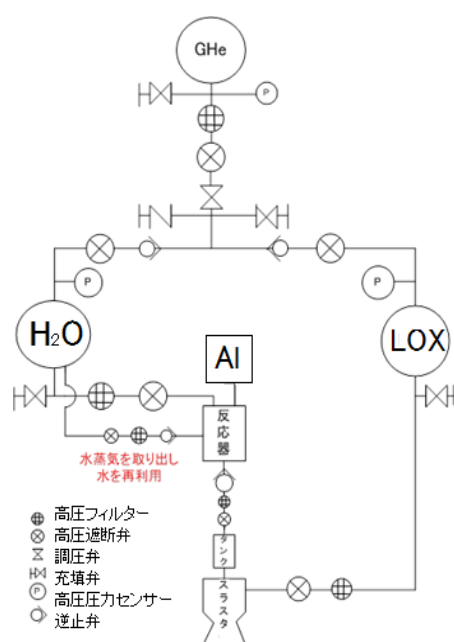 GHe
P
P
P
H₂O
LOX
Al
反応器
水蒸気を取り出し
水を再利用
タンク
スラスタ
高圧フィルター
高圧遮断弁
調圧弁
充填弁
P
高圧圧力センサー
逆止弁